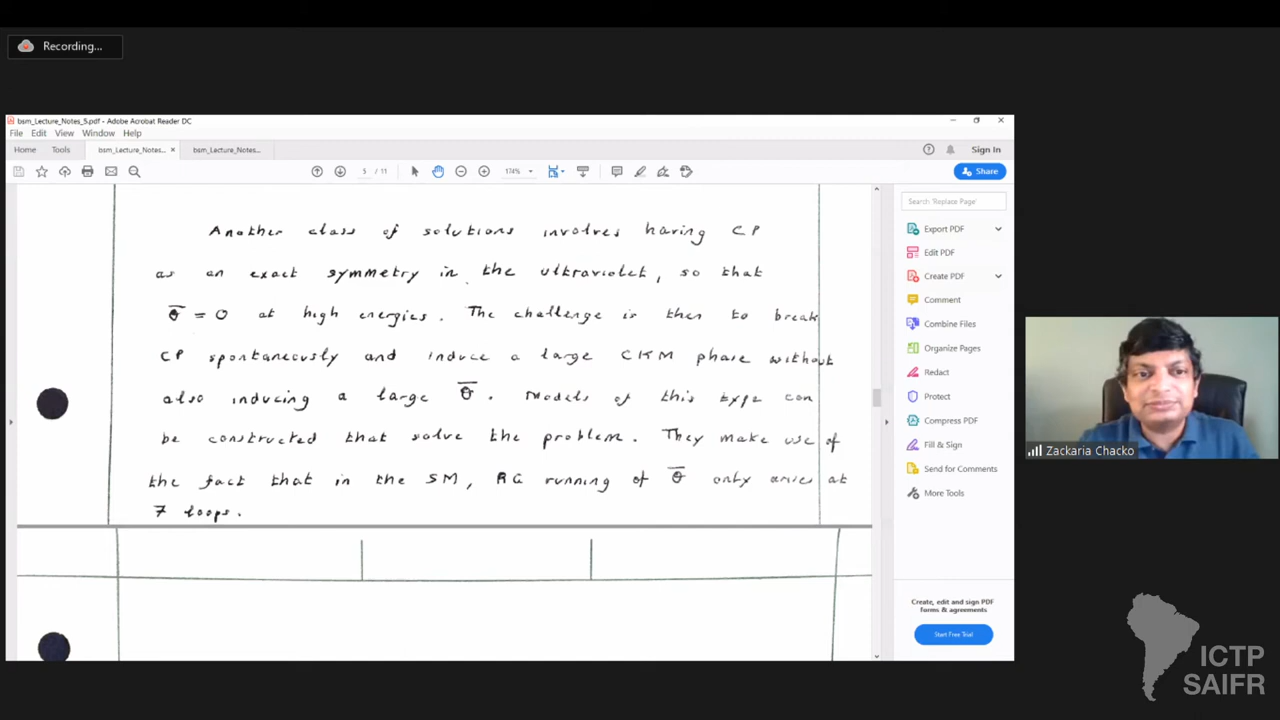 Recording...
bsm_Lecture_Notes_5.pdf - Adobe Acrobat Reader DC
File Edit View Window Help
Home Tools bsm_Lecture_Notes... × bsm_Lecture_Notes... Sign In
5 / 11 174% Share
Another class of solutions involves having CP
as an exact symmetry in the ultraviolet, so that
θ̄ = 0 at high energies. The challenge is then to break
CP spontaneously and induce a large CKM phase without
also inducing a large θ̄. Models of this type can
be constructed that solve the problem. They make use of
the fact that in the SM, RG running of θ̄ only arises at
7 loops.
Search 'Replace Page'
Export PDF
Edit PDF
Create PDF
Comment
Combine Files
Organize Pages
Redact
Protect
Compress PDF
Fill & Sign
Send for Comments
More Tools
Create, edit and sign PDF
forms & agreements
Start Free Trial
Zackaria Chacko
ICTP
SAIFR